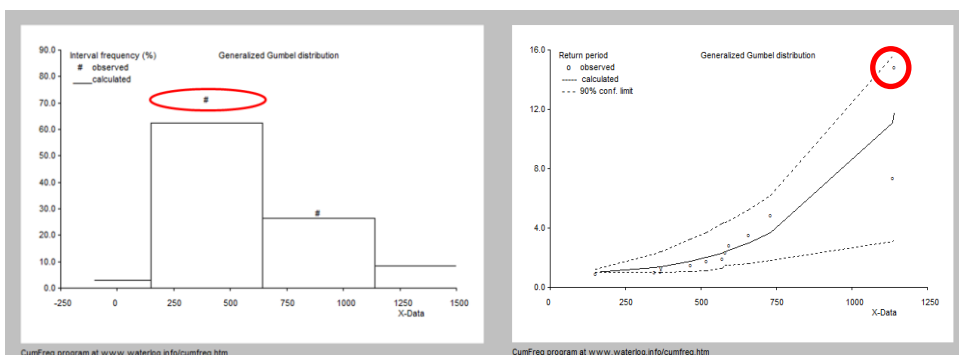 90.0
Interval frequency (%)
Generalized Gumbel distribution
# observed
80.0
____calculated
70.0
#
60.0
50.0
40.0
30.0
#
20.0
10.0
0.0
-250 0 250 500 750 1000 1250 1500
X-Data
CumFreq program at www.waterlog.info/cumfreq.htm
16.0
Return period
Generalized Gumbel distribution
o observed
----- calculated
- - - 90% conf. limit
12.0
8.0
4.0
0.0
0 250 500 750 1000 1250
X-Data
CumFreq program at www.waterlog.info/cumfreq.htm